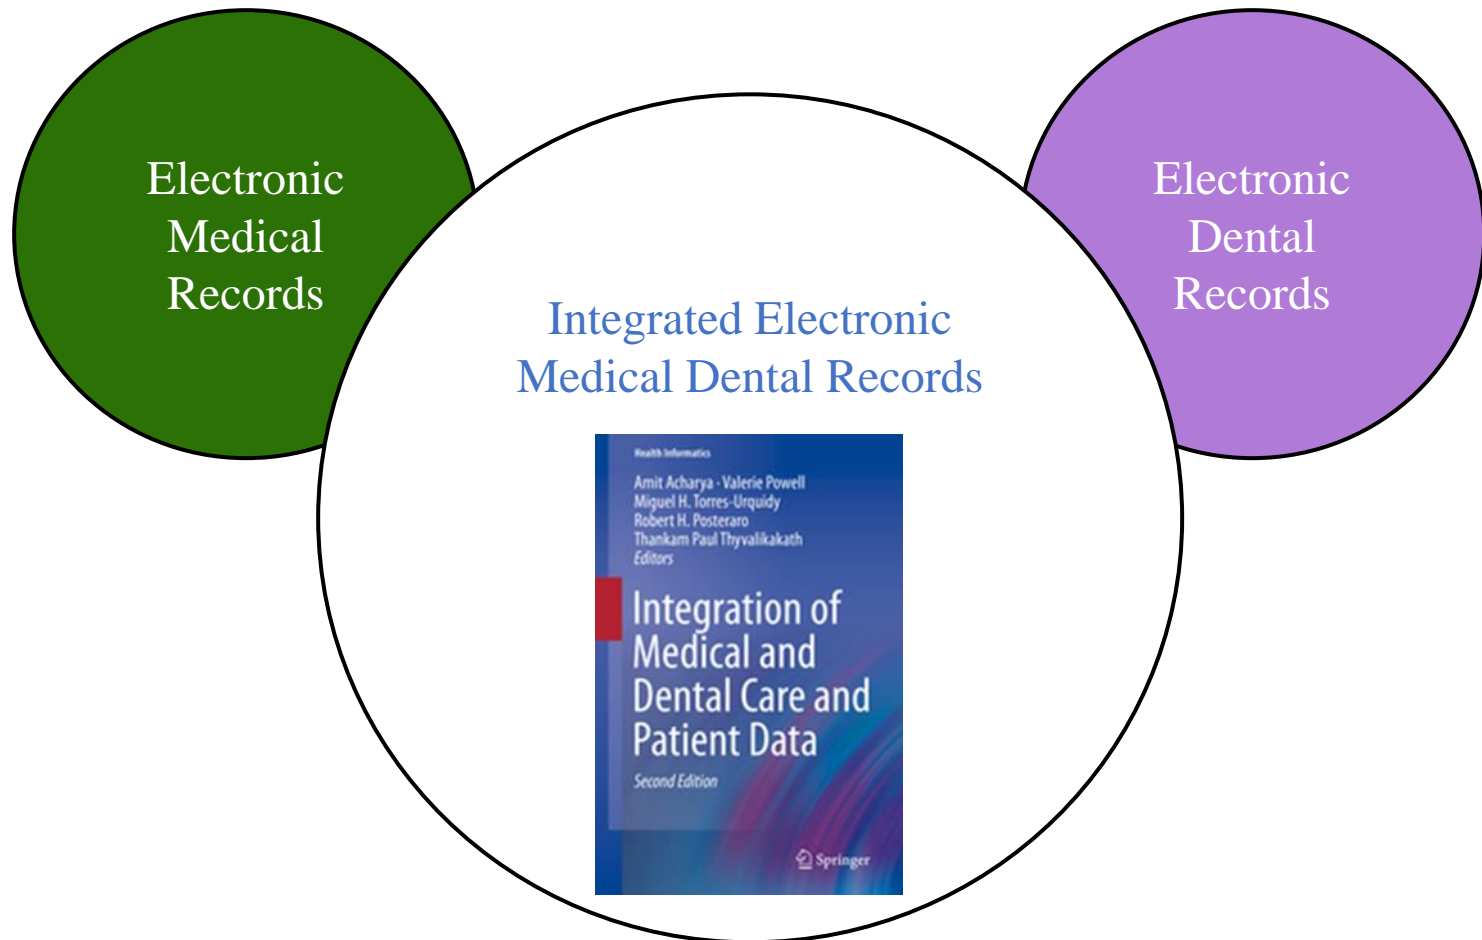 Electronic
Medical
Records
Electronic
Dental
Records
Integrated Electronic
Medical Dental Records
Health Informatics
Amit Acharya · Valerie Powell
Miguel H. Torres-Urquidy
Robert H. Posteraro
Thankam Paul Thyvalikakath
Editors
Integration of
Medical and
Dental Care and
Patient Data
Second Edition
Springer